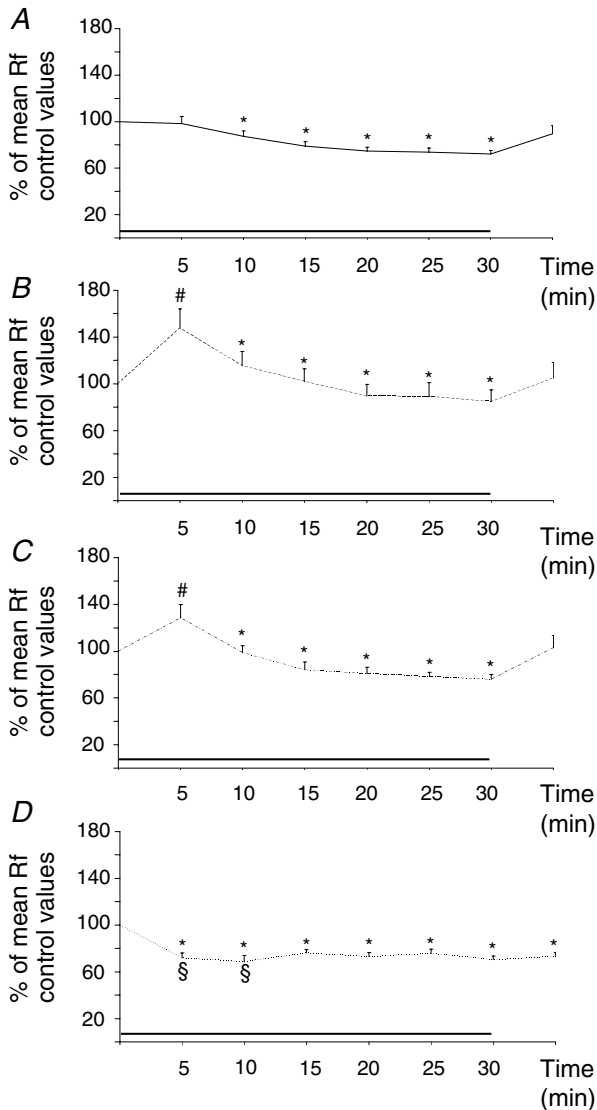 A
% of mean Rf
control values
180
140
100
60
20
* * * * *
5 10 15 20 25 30 Time
(min)
B
% of mean Rf
control values
180
140
100
60
20
#
* * * * *
5 10 15 20 25 30 Time
(min)
C
% of mean Rf
control values
180
140
100
60
20
#
* * * * *
5 10 15 20 25 30 Time
(min)
D
% of mean Rf
control values
180
140
100
60
20
* * * * * * *
§ §
5 10 15 20 25 30 Time
(min)